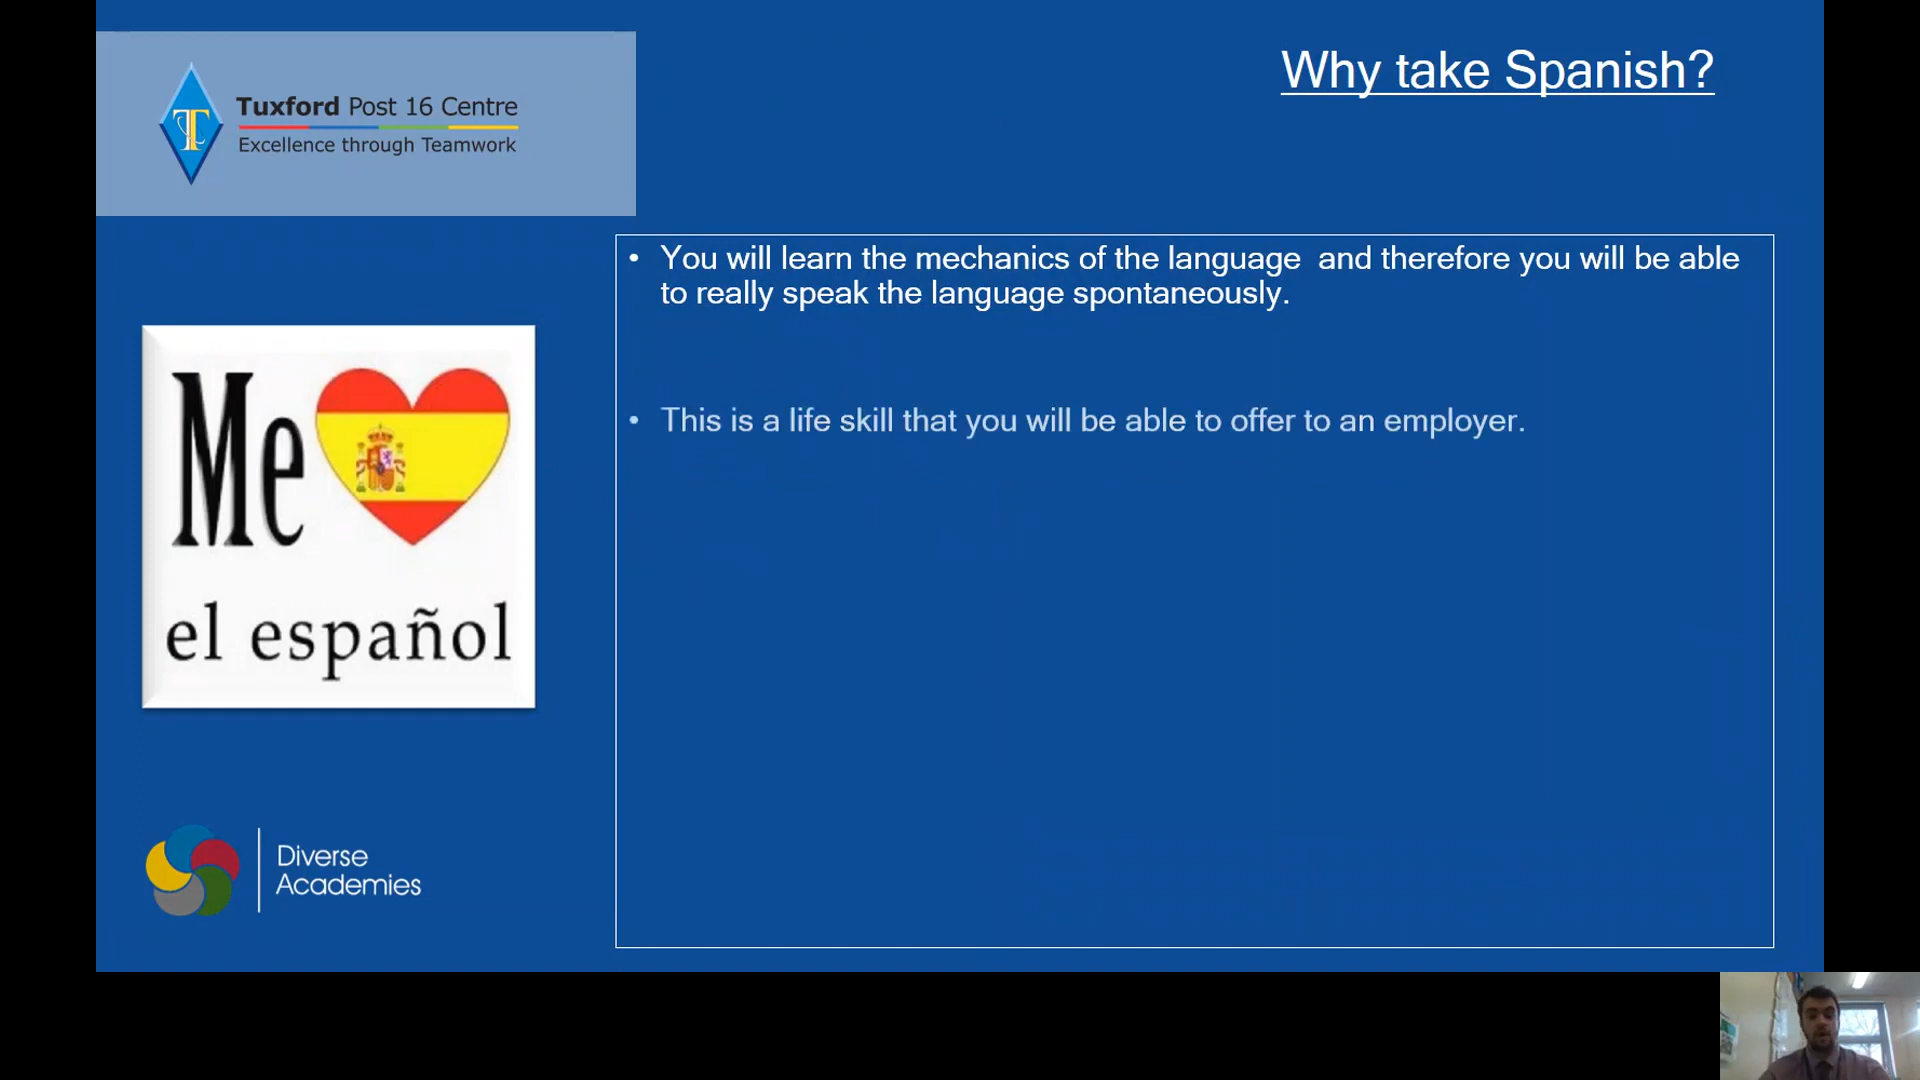 Tuxford Post 16 Centre
Excellence through Teamwork
Why take Spanish?
• You will learn the mechanics of the language  and therefore you will be able
to really speak the language spontaneously.
• This is a life skill that you will be able to offer to an employer.
Me
el español
Diverse
Academies